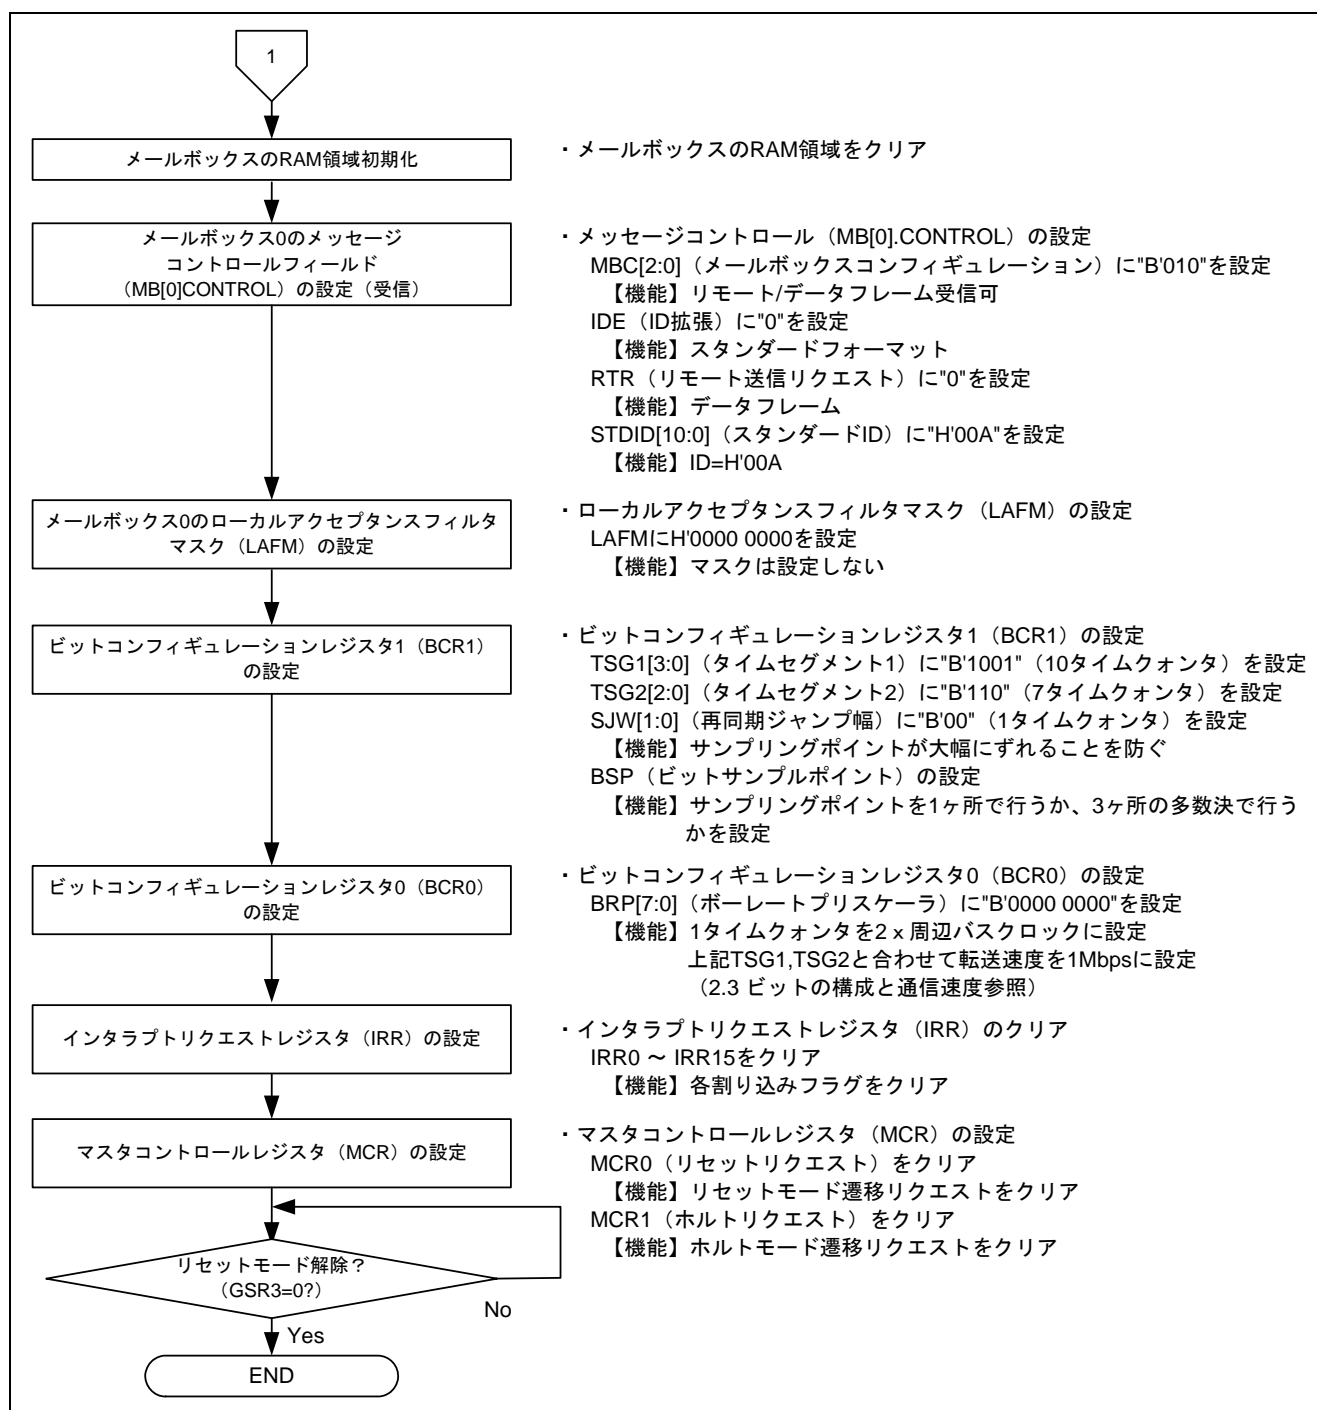 1
メールボックスのRAM領域初期化
・メールボックスのRAM領域をクリア
メールボックス0のメッセージ
コントロールフィールド
（MB[0]CONTROL）の設定（受信）
・メッセージコントロール（MB[0].CONTROL）の設定
MBC[2:0]（メールボックスコンフィギュレーション）に"B'010"を設定
【機能】リモート/データフレーム受信可
IDE（ID拡張）に"0"を設定
【機能】スタンダードフォーマット
RTR（リモート送信リクエスト）に"0"を設定
【機能】データフレーム
STDID[10:0]（スタンダードID）に"H'00A"を設定
【機能】ID=H'00A
メールボックス0のローカルアクセプタンスフィルタ
マスク（LAFM）の設定
・ローカルアクセプタンスフィルタマスク（LAFM）の設定
LAFMにH'0000 0000を設定
【機能】マスクは設定しない
ビットコンフィギュレーションレジスタ1（BCR1）
の設定
・ビットコンフィギュレーションレジスタ1（BCR1）の設定
TSG1[3:0]（タイムセグメント1）に"B'1001"（10タイムクォンタ）を設定
TSG2[2:0]（タイムセグメント2）に"B'110"（7タイムクォンタ）を設定
SJW[1:0]（再同期ジャンプ幅）に"B'00"（1タイムクォンタ）を設定
【機能】サンプリングポイントが大幅にずれることを防ぐ
BSP（ビットサンプルポイント）の設定
【機能】サンプリングポイントを1ヶ所で行うか、3ヶ所の多数決で行う
かを設定
ビットコンフィギュレーションレジスタ0（BCR0）
の設定
・ビットコンフィギュレーションレジスタ0（BCR0）の設定
BRP[7:0]（ボーレートプリスケーラ）に"B'0000 0000"を設定
【機能】1タイムクォンタを2 x 周辺バスクロックに設定
上記TSG1,TSG2と合わせて転送速度を1Mbpsに設定
（2.3 ビットの構成と通信速度参照）
インタラプトリクエストレジスタ（IRR）の設定
・インタラプトリクエストレジスタ（IRR）のクリア
IRR0 ～ IRR15をクリア
【機能】各割り込みフラグをクリア
マスタコントロールレジスタ（MCR）の設定
・マスタコントロールレジスタ（MCR）の設定
MCR0（リセットリクエスト）をクリア
【機能】リセットモード遷移リクエストをクリア
MCR1（ホルトリクエスト）をクリア
【機能】ホルトモード遷移リクエストをクリア
リセットモード解除？
（GSR3=0?）
No
Yes
END